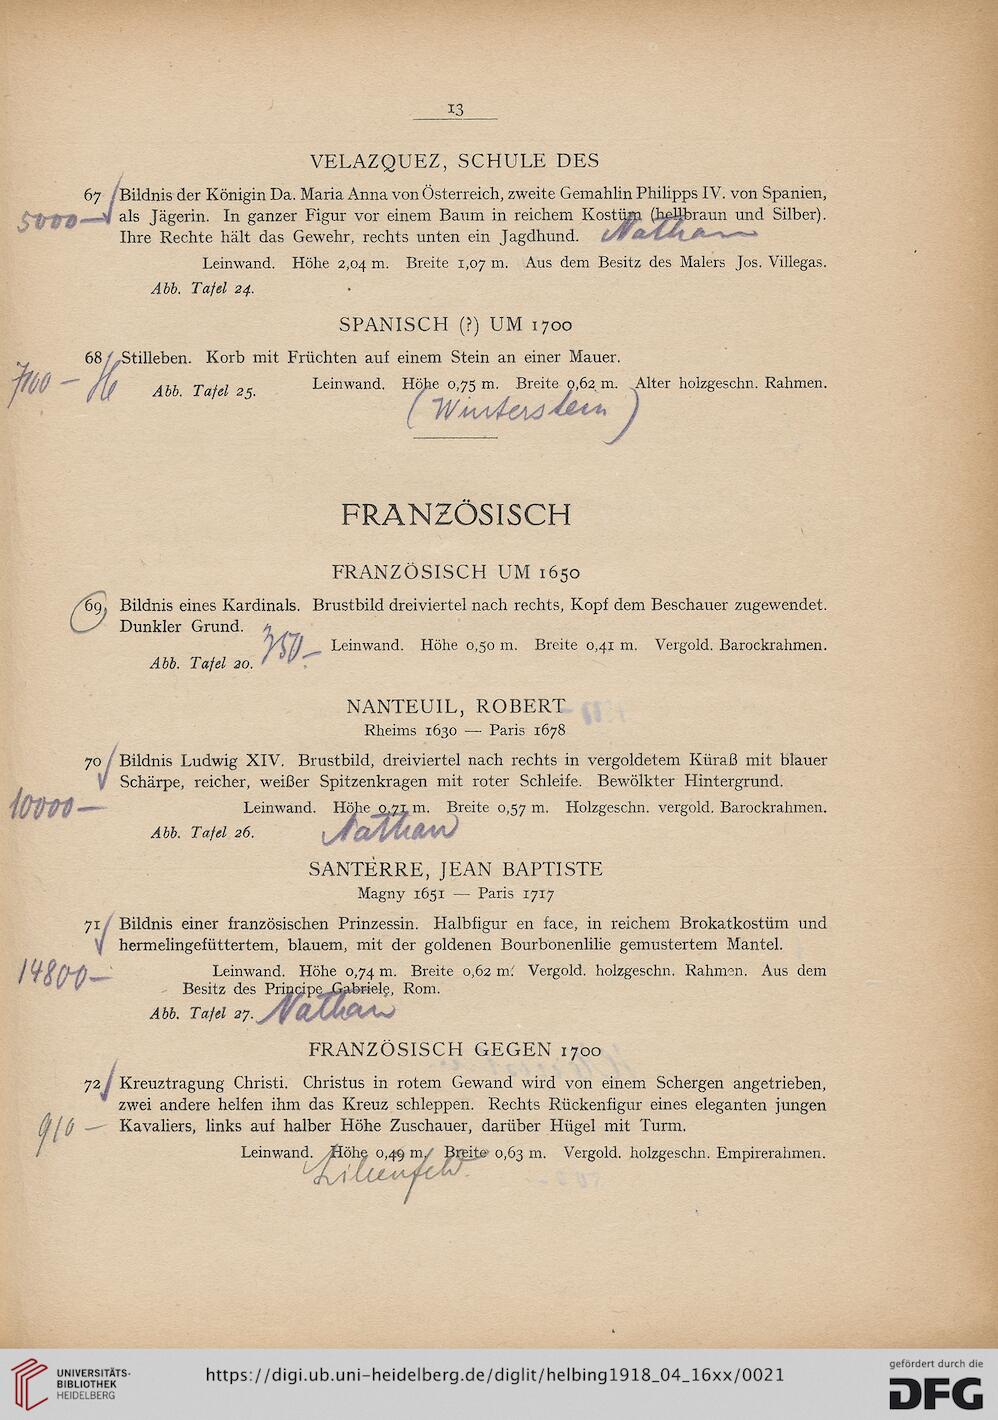 13
VELAZQUEZ, SCHULE DES
67 Bildnis der Königin Da. Maria Anna von Österreich, zweite Gemahlin Philipps IV. von Spanien,
5000— als Jägerin. In ganzer Figur vor einem Baum in reichem Kostüm (hellbraun und Silber).
Ihre Rechte hält das Gewehr, rechts unten ein Jagdhund. Nathan
Leinwand. Höhe 2,04 m. Breite 1,07 m. Aus dem Besitz des Malers Jos. Villegas.
Abb. Tafel 24.
SPANISCH (?) UM 1700
68 Stilleben. Korb mit Früchten auf einem Stein an einer Mauer.
Leinwand. Höhe 0,75 m. Breite 0,62 m. Alter holzgeschn. Rahmen.
Abb. Tafel 25.
(Winterstein)
FRANZÖSISCH
FRANZÖSISCH UM 1650
69 Bildnis eines Kardinals. Brustbild dreiviertel nach rechts, Kopf dem Beschauer zugewendet.
Dunkler Grund.
350.— Leinwand. Höhe 0,50 m. Breite 0,41 m. Vergold. Barockrahmen.
Abb. Tafel 20.
NANTEUIL, ROBERT
Rheims 1630 — Paris 1678
70 Bildnis Ludwig XIV. Brustbild, dreiviertel nach rechts in vergoldetem Küraß mit blauer
Schärpe, reicher, weißer Spitzenkragen mit roter Schleife. Bewölkter Hintergrund.
10000— Leinwand. Höhe 0,71 m. Breite 0,57 m. Holzgeschn. vergold. Barockrahmen.
Abb. Tafel 26. Nathan
SANTERRE, JEAN BAPTISTE
Magny 1651 — Paris 1717
71 Bildnis einer französischen Prinzessin. Halbfigur en face, in reichem Brokatkostüm und
hermelingefüttertem, blauem, mit der goldenen Bourbonenlilie gemustertem Mantel.
14800— Leinwand. Höhe 0,74 m. Breite 0,62 m. Vergold. holzgeschn. Rahmen. Aus dem
Besitz des Principe Gabriele, Rom.
Abb. Tafel 27. Nathan
FRANZÖSISCH GEGEN 1700
72 Kreuztragung Christi. Christus in rotem Gewand wird von einem Schergen angetrieben,
zwei andere helfen ihm das Kreuz schleppen. Rechts Rückenfigur eines eleganten jungen
910— Kavaliers, links auf halber Höhe Zuschauer, darüber Hügel mit Turm.
Leinwand. Höhe 0,49 m. Breite 0,63 m. Vergold. holzgeschn. Empirerahmen.
Lilienfeld.
UNIVERSITÄTS-
BIBLIOTHEK
HEIDELBERG
https://digi.ub.uni-heidelberg.de/diglit/helbing1918_04_16xx/0021
gefördert durch die
DFG